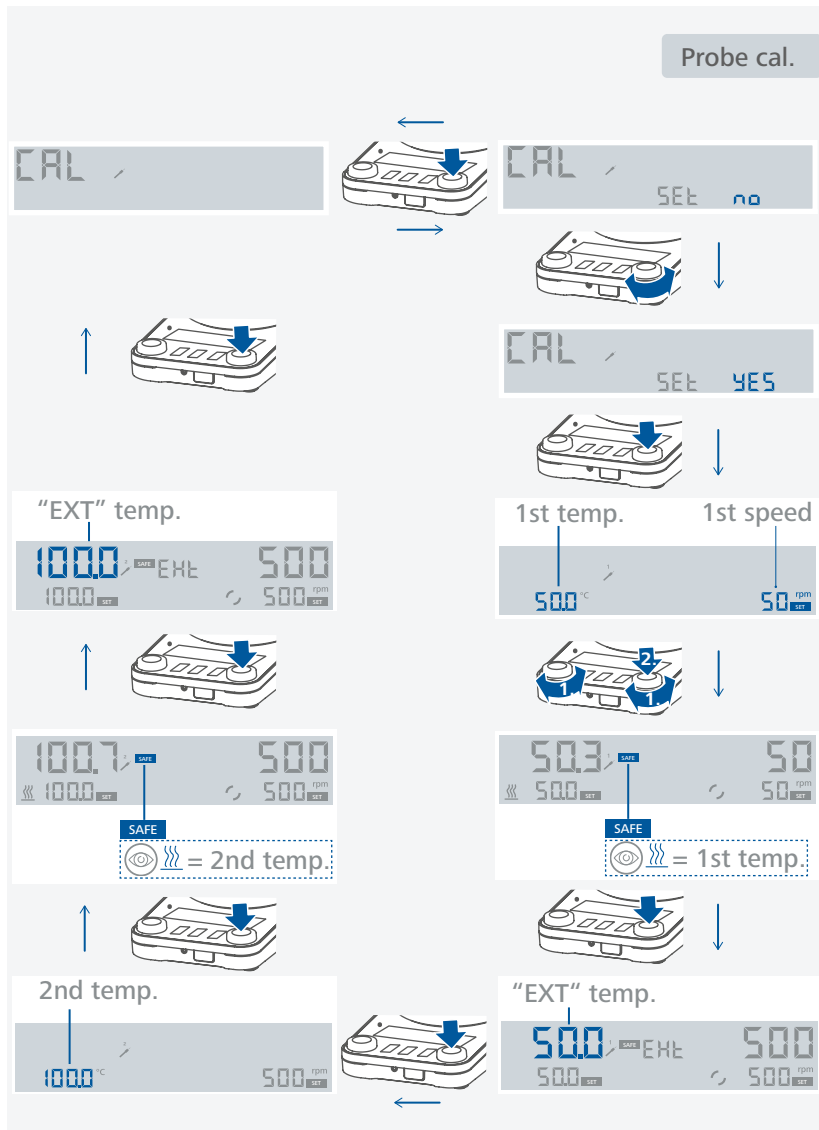 Probe cal.
CAL
CAL
SEt no
CAL
SEt YES
"EXT" temp.
100.0 SAFE EHt 500
100.0 SET 500 rpm SET
1st temp. 1st speed
50.0 °C 50 rpm SET
2.
1. 1.
100.7 SAFE 500
100.0 SET 500 rpm SET
SAFE
= 2nd temp.
50.3 SAFE 50
50.0 SET 50 rpm SET
SAFE
= 1st temp.
2nd temp.
100.0 °C 500 rpm SET
"EXT" temp.
50.0 SAFE EHt 500
50.0 SET 500 rpm SET